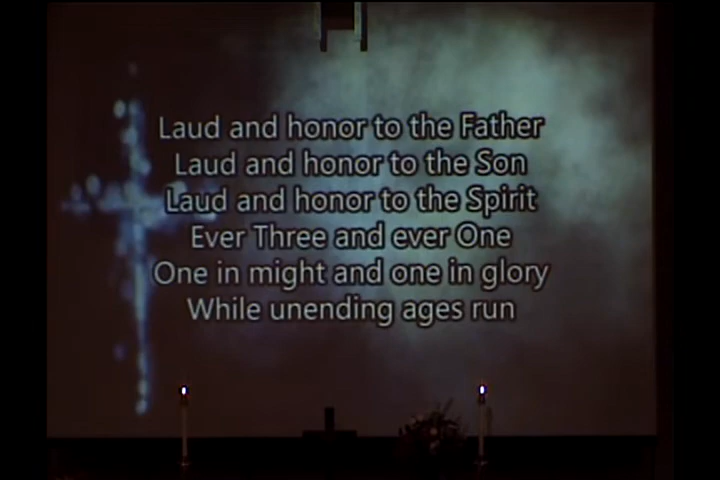 Laud and honor to the Father
Laud and honor to the Son
Laud and honor to the Spirit
Ever Three and ever One
One in might and one in glory
While unending ages run